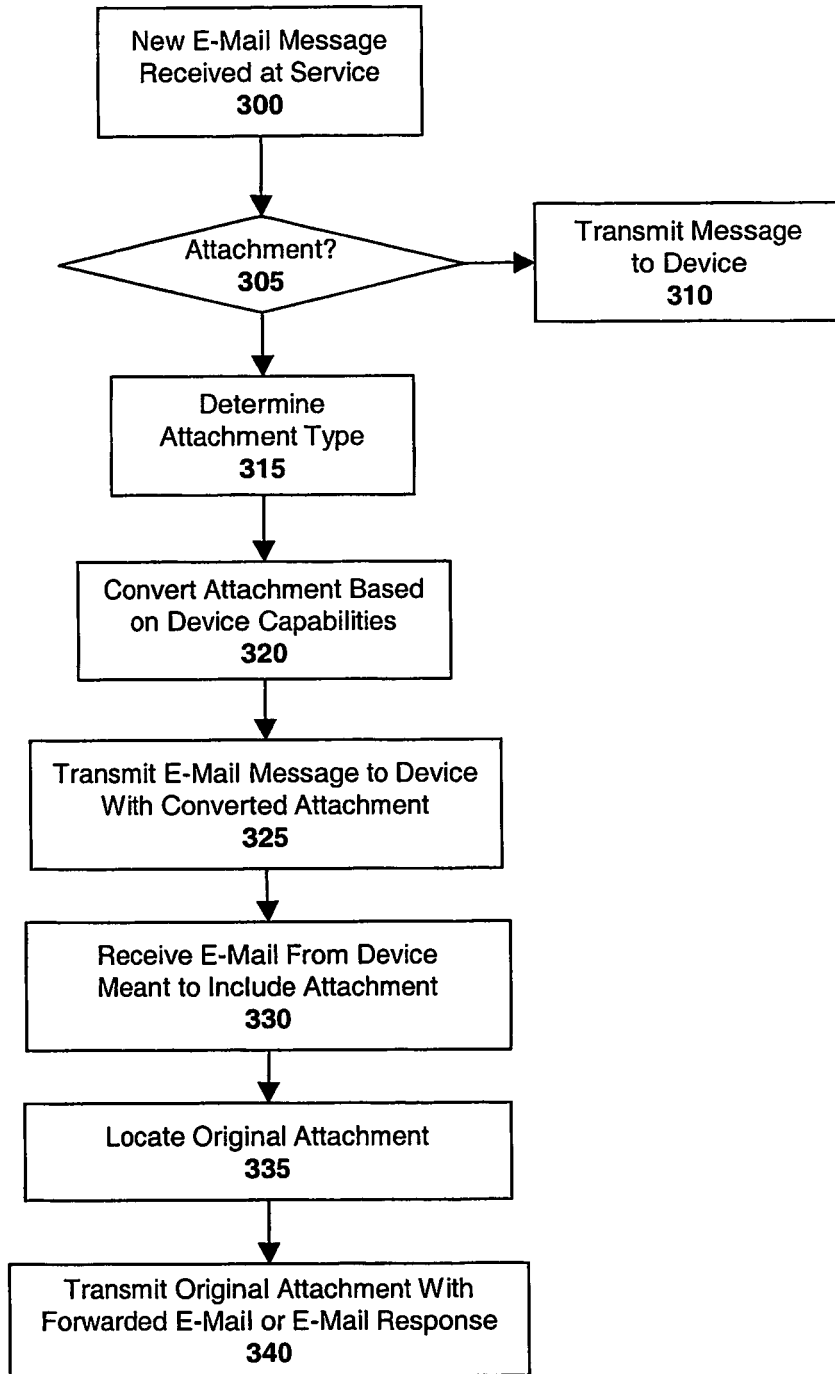 New E-Mail Message
Received at Service
300
Attachment?
305
Transmit Message
to Device
310
Determine
Attachment Type
315
Convert Attachment Based
on Device Capabilities
320
Transmit E-Mail Message to Device
With Converted Attachment
325
Receive E-Mail From Device
Meant to Include Attachment
330
Locate Original Attachment
335
Transmit Original Attachment With
Forwarded E-Mail or E-Mail Response
340